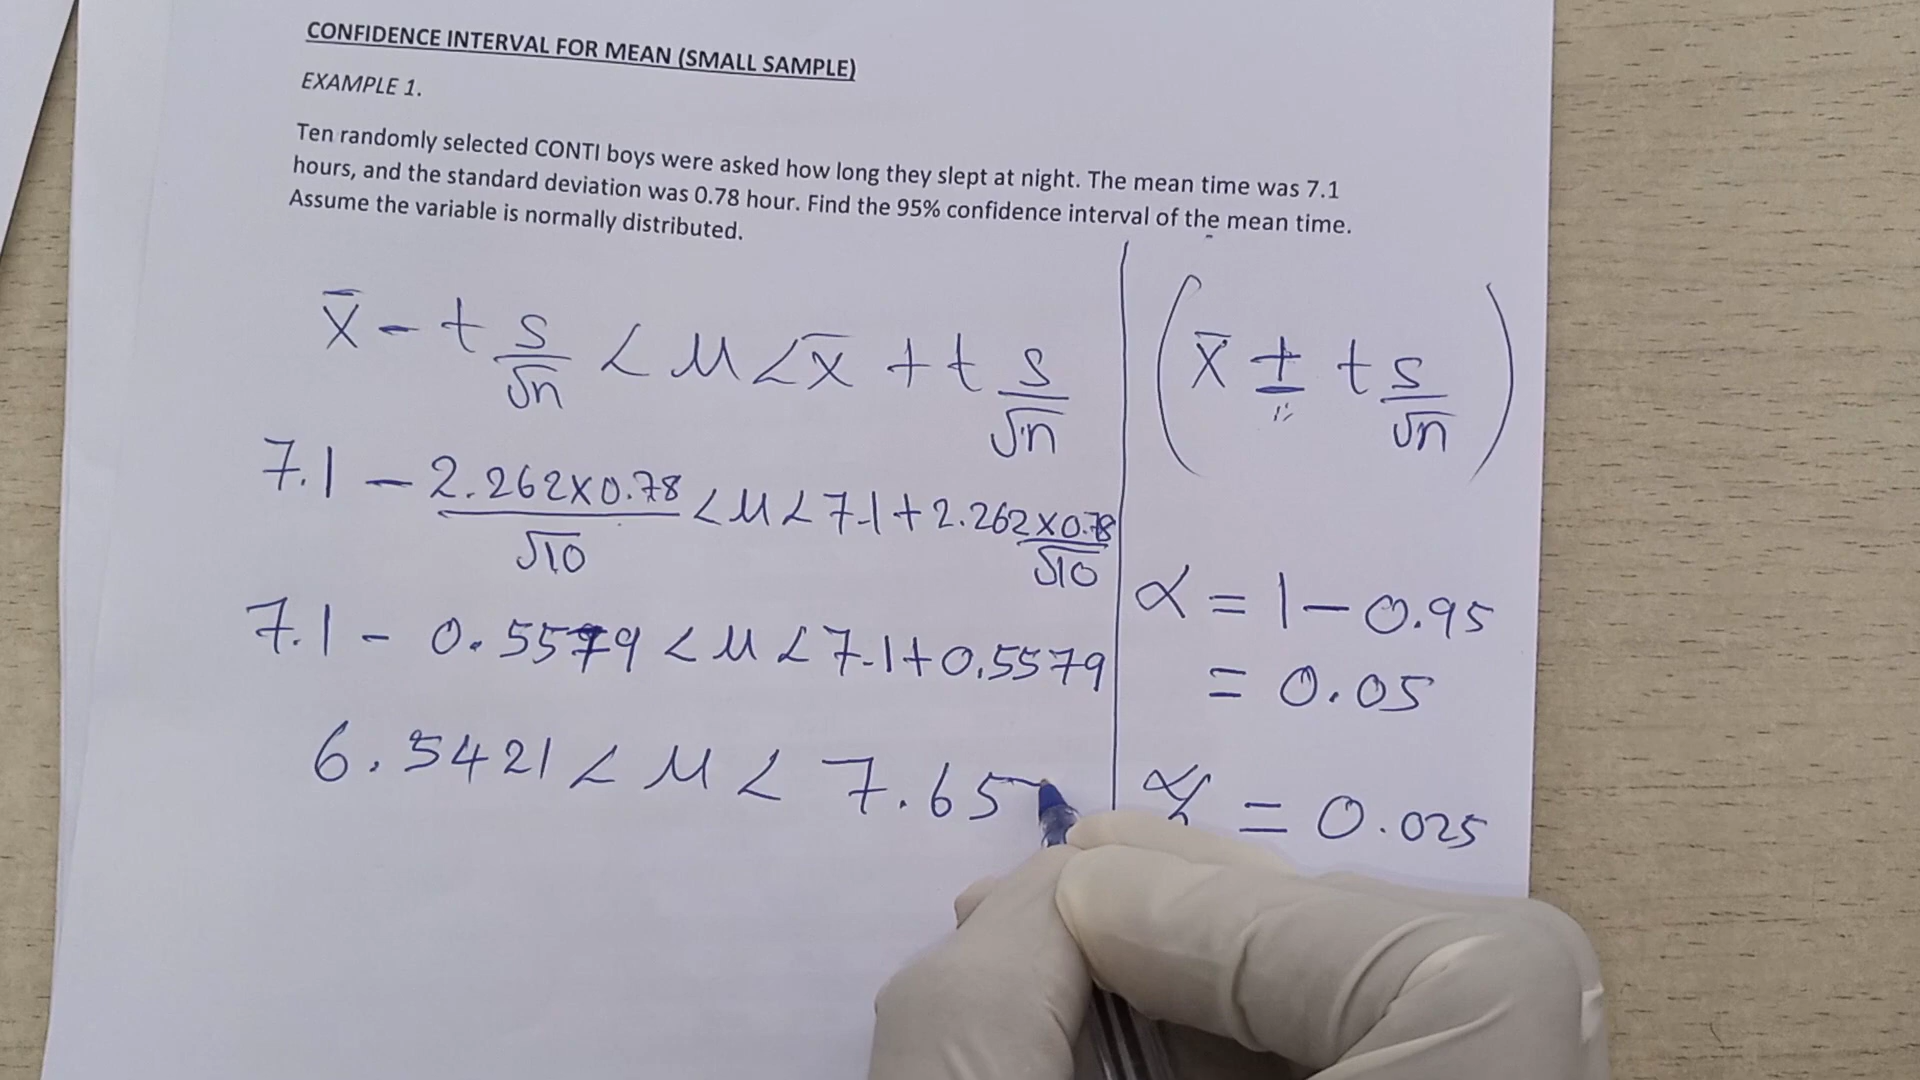 CONFIDENCE INTERVAL FOR MEAN (SMALL SAMPLE)
EXAMPLE 1.
Ten randomly selected CONTI boys were asked how long they slept at night. The mean time was 7.1
hours, and the standard deviation was 0.78 hour. Find the 95% confidence interval of the mean time.
Assume the variable is normally distributed.
x̄ - t s/√n < μ < x̄ + t s/√n
7.1 - 2.262×0.78/√10 < μ < 7.1 + 2.262×0.78/√10
7.1 - 0.5579 < μ < 7.1+0.5579
6.5421 < μ < 7.65
(x̄ ± t s/√n)
α = 1-0.95
= 0.05
α/2 = 0.025